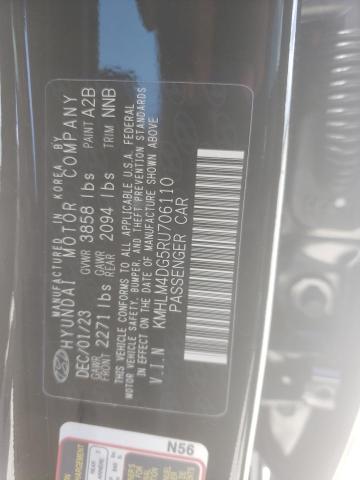 MANUFACTURED IN KOREA BY
HYUNDAI MOTOR COMPANY
DEC/01/23 GVWR 3858 lbs PAINT A2B
GAWR FRONT 2271 lbs GAWR REAR 2094 lbs TRIM NNB
THIS VEHICLE CONFORMS TO ALL APPLICABLE U.S.A. FEDERAL
SAFETY, BUMPER, AND THEFT PREVENTION STANDARDS
IN EFFECT ON THE DATE OF MANUFACTURE SHOWN ABOVE
V.I.N KMHLM4DG5RU706110
PASSENGER CAR
N56